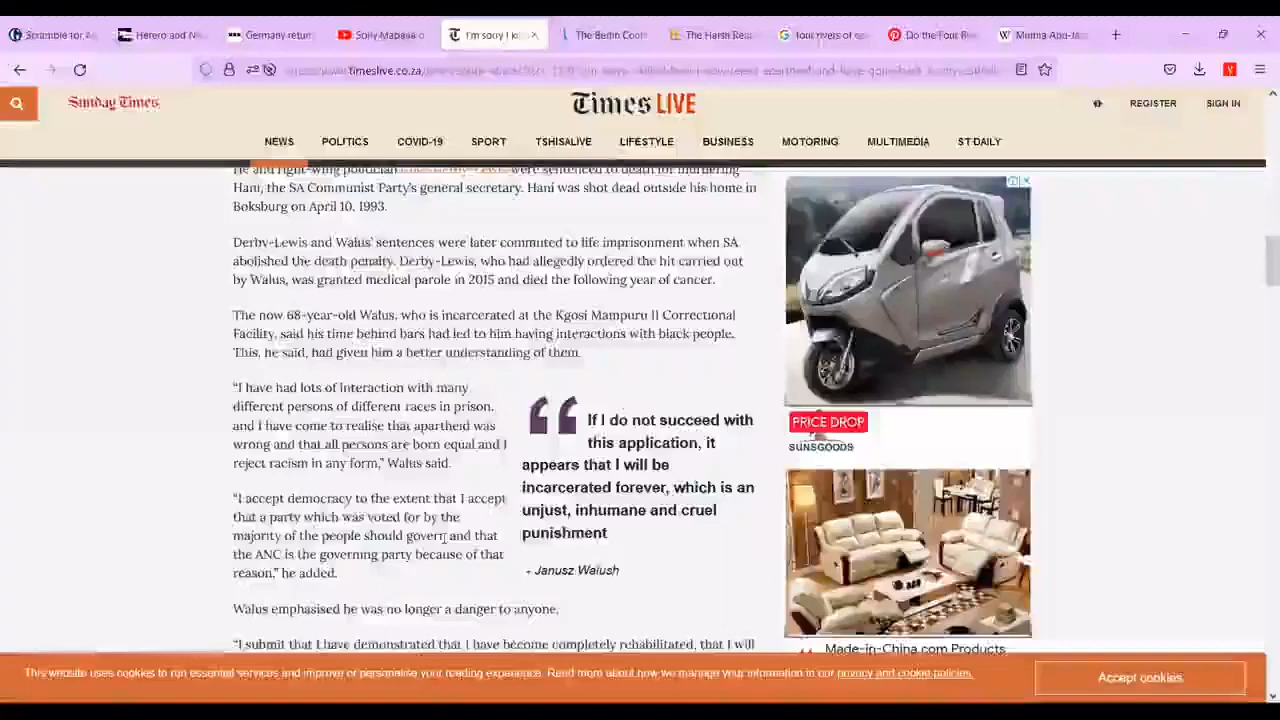 Scramble for A
Herero and N
Germany retur
Solly Mapaila o
I'm sorry I k
The Berlin Conf
The Harsh Rea
four rivers of e
Do the Four Riv
Mumia Abu-Ja
Sunday Times
Times LIVE
REGISTER
SIGN IN
NEWS
POLITICS
COVID-19
SPORT
TSHISALIVE
LIFESTYLE
BUSINESS
MOTORING
MULTIMEDIA
ST DAILY
He and right-wing politician were sentenced to death for murdering
Hani, the SA Communist Party's general secretary. Hani was shot dead outside his home in
Boksburg on April 10, 1993.
Derby-Lewis and Walus' sentences were later commuted to life imprisonment when SA
abolished the death penalty. Derby-Lewis, who had allegedly ordered the hit carried out
by Walus, was granted medical parole in 2015 and died the following year of cancer.
The now 68-year-old Walus, who is incarcerated at the Kgosi Mampuru II Correctional
Facility, said his time behind bars had led to him having interactions with black people.
This, he said, had given him a better understanding of them.
“I have had lots of interaction with many
different persons of different races in prison,
and I have come to realise that apartheid was
wrong and that all persons are born equal and I
reject racism in any form,” Walus said.
“I accept democracy to the extent that I accept
that a party which was voted for by the
majority of the people should govern and that
the ANC is the governing party because of that
reason,” he added.
“ If I do not succeed with
this application, it
appears that I will be
incarcerated forever, which is an
unjust, inhumane and cruel
punishment
- Janusz Walush
Walus emphasised he was no longer a danger to anyone.
“I submit that I have demonstrated that I have become completely rehabilitated, that I will
PRICE DROP
SUNSGOODS
Made-in-China.com Products
This website uses cookies to run essential services and improve or personalise your reading experience. Read more about how we manage your information in our privacy and cookie policies.
Accept cookies